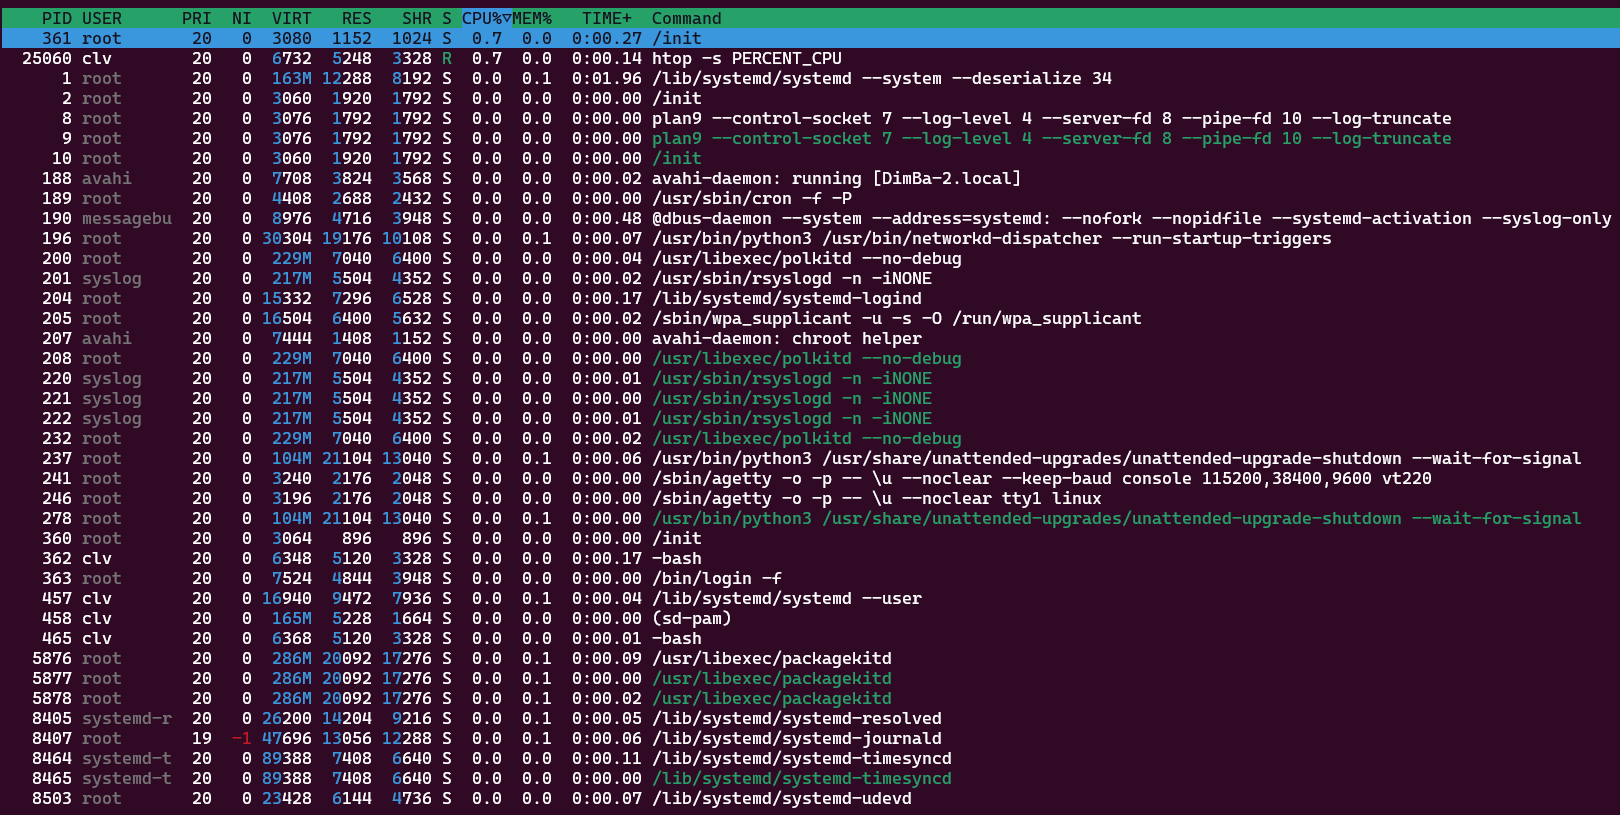 PID USER PRI NI VIRT RES SHR S CPU%▽MEM% TIME+ Command
361 root 20 0 3080 1152 1024 S 0.7 0.0 0:00.27 /init
25060 clv 20 0 6732 5248 3328 R 0.7 0.0 0:00.14 htop -s PERCENT_CPU
1 root 20 0 163M 12288 8192 S 0.0 0.1 0:01.96 /lib/systemd/systemd --system --deserialize 34
2 root 20 0 3060 1920 1792 S 0.0 0.0 0:00.00 /init
8 root 20 0 3076 1792 1792 S 0.0 0.0 0:00.00 plan9 --control-socket 7 --log-level 4 --server-fd 8 --pipe-fd 10 --log-truncate
9 root 20 0 3076 1792 1792 S 0.0 0.0 0:00.00 plan9 --control-socket 7 --log-level 4 --server-fd 8 --pipe-fd 10 --log-truncate
10 root 20 0 3060 1920 1792 S 0.0 0.0 0:00.00 /init
188 avahi 20 0 7708 3824 3568 S 0.0 0.0 0:00.02 avahi-daemon: running [DimBa-2.local]
189 root 20 0 4408 2688 2432 S 0.0 0.0 0:00.00 /usr/sbin/cron -f -P
190 messagebu 20 0 8976 4716 3948 S 0.0 0.0 0:00.48 @dbus-daemon --system --address=systemd: --nofork --nopidfile --systemd-activation --syslog-only
196 root 20 0 30304 19176 10108 S 0.0 0.1 0:00.07 /usr/bin/python3 /usr/bin/networkd-dispatcher --run-startup-triggers
200 root 20 0 229M 7040 6400 S 0.0 0.0 0:00.04 /usr/libexec/polkitd --no-debug
201 syslog 20 0 217M 5504 4352 S 0.0 0.0 0:00.02 /usr/sbin/rsyslogd -n -iNONE
204 root 20 0 15332 7296 6528 S 0.0 0.0 0:00.17 /lib/systemd/systemd-logind
205 root 20 0 16504 6400 5632 S 0.0 0.0 0:00.02 /sbin/wpa_supplicant -u -s -O /run/wpa_supplicant
207 avahi 20 0 7444 1408 1152 S 0.0 0.0 0:00.00 avahi-daemon: chroot helper
208 root 20 0 229M 7040 6400 S 0.0 0.0 0:00.00 /usr/libexec/polkitd --no-debug
220 syslog 20 0 217M 5504 4352 S 0.0 0.0 0:00.01 /usr/sbin/rsyslogd -n -iNONE
221 syslog 20 0 217M 5504 4352 S 0.0 0.0 0:00.00 /usr/sbin/rsyslogd -n -iNONE
222 syslog 20 0 217M 5504 4352 S 0.0 0.0 0:00.01 /usr/sbin/rsyslogd -n -iNONE
232 root 20 0 229M 7040 6400 S 0.0 0.0 0:00.02 /usr/libexec/polkitd --no-debug
237 root 20 0 104M 21104 13040 S 0.0 0.1 0:00.06 /usr/bin/python3 /usr/share/unattended-upgrades/unattended-upgrade-shutdown --wait-for-signal
241 root 20 0 3240 2176 2048 S 0.0 0.0 0:00.00 /sbin/agetty -o -p -- \u --noclear --keep-baud console 115200,38400,9600 vt220
246 root 20 0 3196 2176 2048 S 0.0 0.0 0:00.00 /sbin/agetty -o -p -- \u --noclear tty1 linux
278 root 20 0 104M 21104 13040 S 0.0 0.1 0:00.00 /usr/bin/python3 /usr/share/unattended-upgrades/unattended-upgrade-shutdown --wait-for-signal
360 root 20 0 3064 896 896 S 0.0 0.0 0:00.00 /init
362 clv 20 0 6348 5120 3328 S 0.0 0.0 0:00.17 -bash
363 root 20 0 7524 4844 3948 S 0.0 0.0 0:00.00 /bin/login -f
457 clv 20 0 16940 9472 7936 S 0.0 0.1 0:00.04 /lib/systemd/systemd --user
458 clv 20 0 165M 5228 1664 S 0.0 0.0 0:00.00 (sd-pam)
465 clv 20 0 6368 5120 3328 S 0.0 0.0 0:00.01 -bash
5876 root 20 0 286M 20092 17276 S 0.0 0.1 0:00.09 /usr/libexec/packagekitd
5877 root 20 0 286M 20092 17276 S 0.0 0.1 0:00.00 /usr/libexec/packagekitd
5878 root 20 0 286M 20092 17276 S 0.0 0.1 0:00.02 /usr/libexec/packagekitd
8405 systemd-r 20 0 26200 14204 9216 S 0.0 0.1 0:00.05 /lib/systemd/systemd-resolved
8407 root 19 -1 47696 13056 12288 S 0.0 0.1 0:00.06 /lib/systemd/systemd-journald
8464 systemd-t 20 0 89388 7408 6640 S 0.0 0.0 0:00.11 /lib/systemd/systemd-timesyncd
8465 systemd-t 20 0 89388 7408 6640 S 0.0 0.0 0:00.00 /lib/systemd/systemd-timesyncd
8503 root 20 0 23428 6144 4736 S 0.0 0.0 0:00.07 /lib/systemd/systemd-udevd